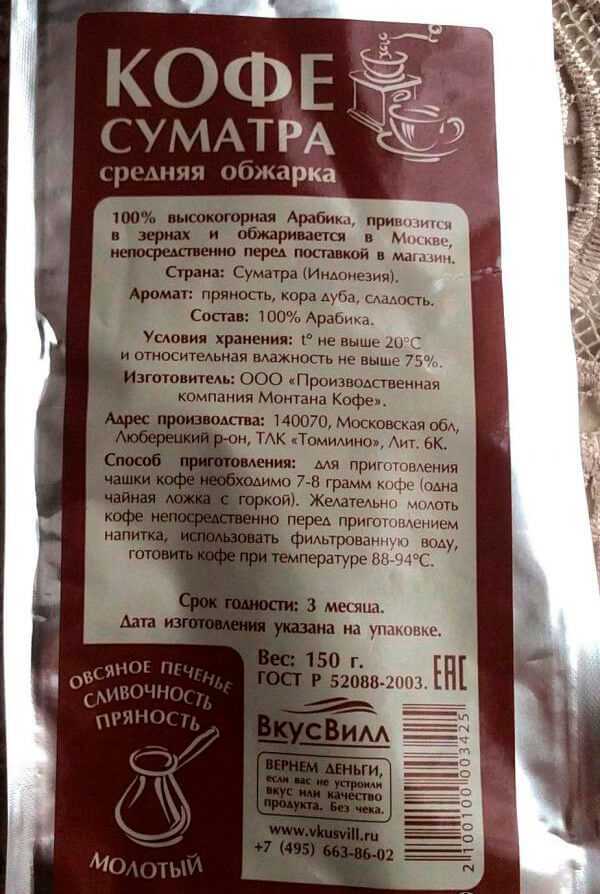 КОФЕ
СУМАТРА
средняя обжарка
100% высокогорная Арабика, привозится
в зернах и обжаривается в Москве,
непосредственно перед поставкой в магазин.
Страна: Суматра (Индонезия).
Аромат: пряность, кора дуба, сладость.
Состав: 100% Арабика.
Условия хранения: t° не выше 20°С
и относительная влажность не выше 75%.
Изготовитель: ООО «Производственная
компания Монтана Кофе».
Адрес производства: 140070, Московская обл,
Люберецкий р-он, ТЛК «Томилино», Лит. 6К.
Способ приготовления: для приготовления
чашки кофе необходимо 7-8 грамм кофе (одна
чайная ложка с горкой). Желательно молоть
кофе непосредственно перед приготовлением
напитка, использовать фильтрованную воду,
готовить кофе при температуре 88-94°С.
Срок годности: 3 месяца.
Дата изготовления указана на упаковке.
ОВСЯНОЕ ПЕЧЕНЬЕ
СЛИВОЧНОСТЬ
ПРЯНОСТЬ
МОЛОТЫЙ
Вес: 150 г.
ГОСТ Р 52088-2003. EAC
ВкусВилл
ВЕРНЕМ ДЕНЬГИ,
если вас не устроили
вкус или качество
продукта. Без чека.
www.vkusvill.ru
+7 (495) 663-86-02
2 100100 003425